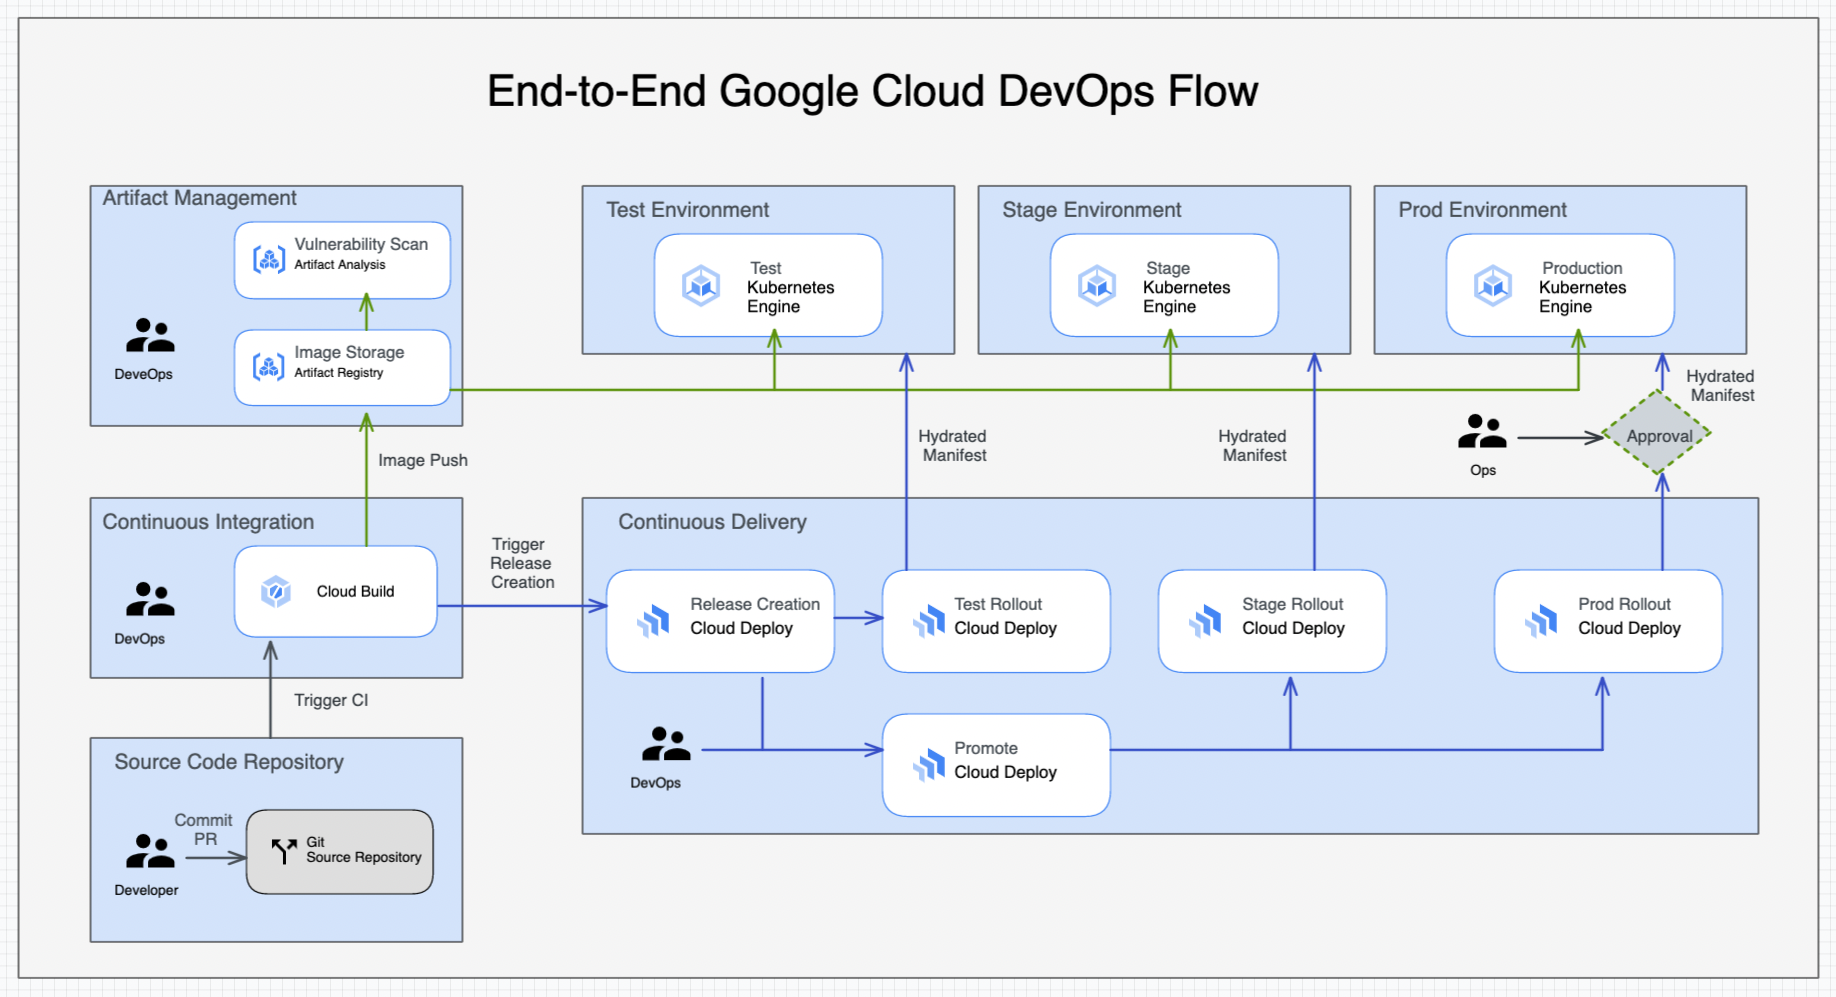 End-to-End Google Cloud DevOps Flow
Artifact Management
Vulnerability Scan
Artifact Analysis
DeveOps
Image Storage
Artifact Registry
Test Environment
Test
Kubernetes
Engine
Stage Environment
Stage
Kubernetes
Engine
Prod Environment
Production
Kubernetes
Engine
Hydrated
Manifest
Hydrated
Manifest
Hydrated
Manifest
Ops
Approval
Image Push
Continuous Integration
DevOps
Cloud Build
Trigger
Release
Creation
Continuous Delivery
Release Creation
Cloud Deploy
Test Rollout
Cloud Deploy
Stage Rollout
Cloud Deploy
Prod Rollout
Cloud Deploy
DevOps
Promote
Cloud Deploy
Trigger CI
Source Code Repository
Commit
PR
Developer
Git
Source Repository